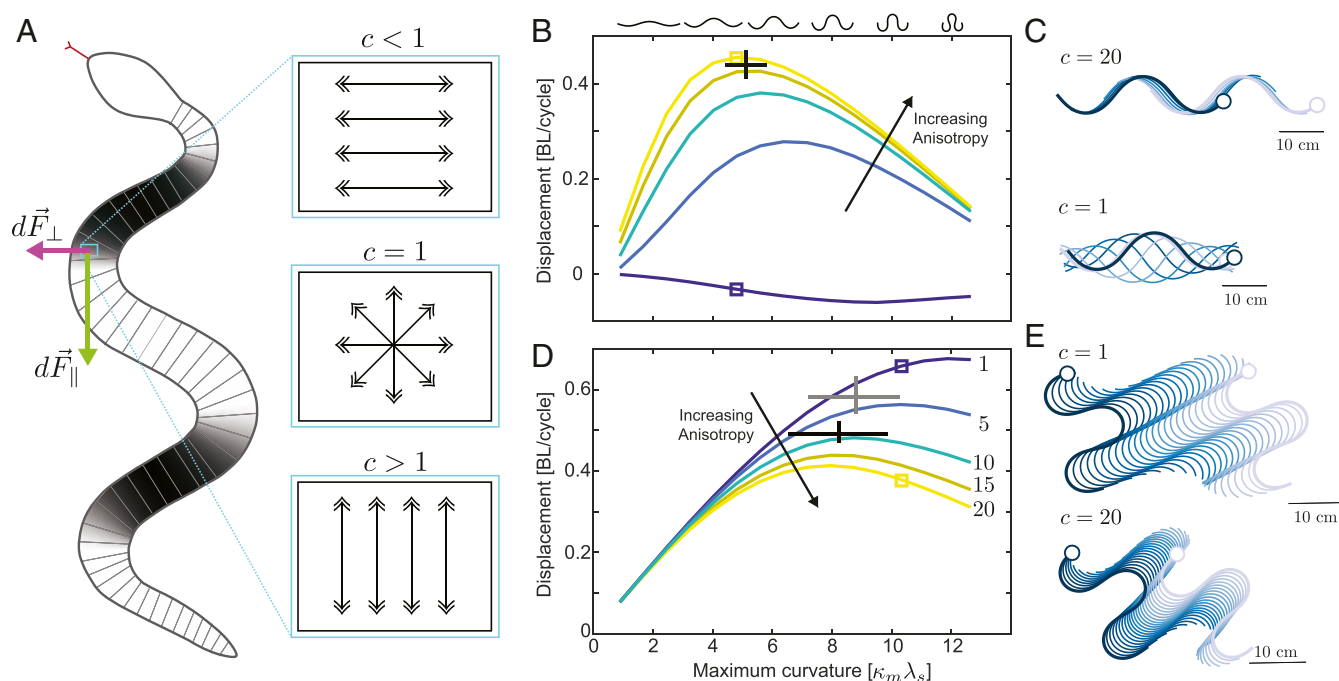 A
c < 1
c = 1
c > 1
dF⃗⊥
dF⃗∥
B
Displacement [BL/cycle]
0.4
0.2
0
Increasing
Anisotropy
C
c = 20
10 cm
c = 1
10 cm
D
Displacement [BL/cycle]
0.6
0.4
0.2
0
Increasing
Anisotropy
1
5
10
15
20
0 2 4 6 8 10 12
Maximum curvature [κₘλₛ]
E
c = 1
10 cm
c = 20
10 cm